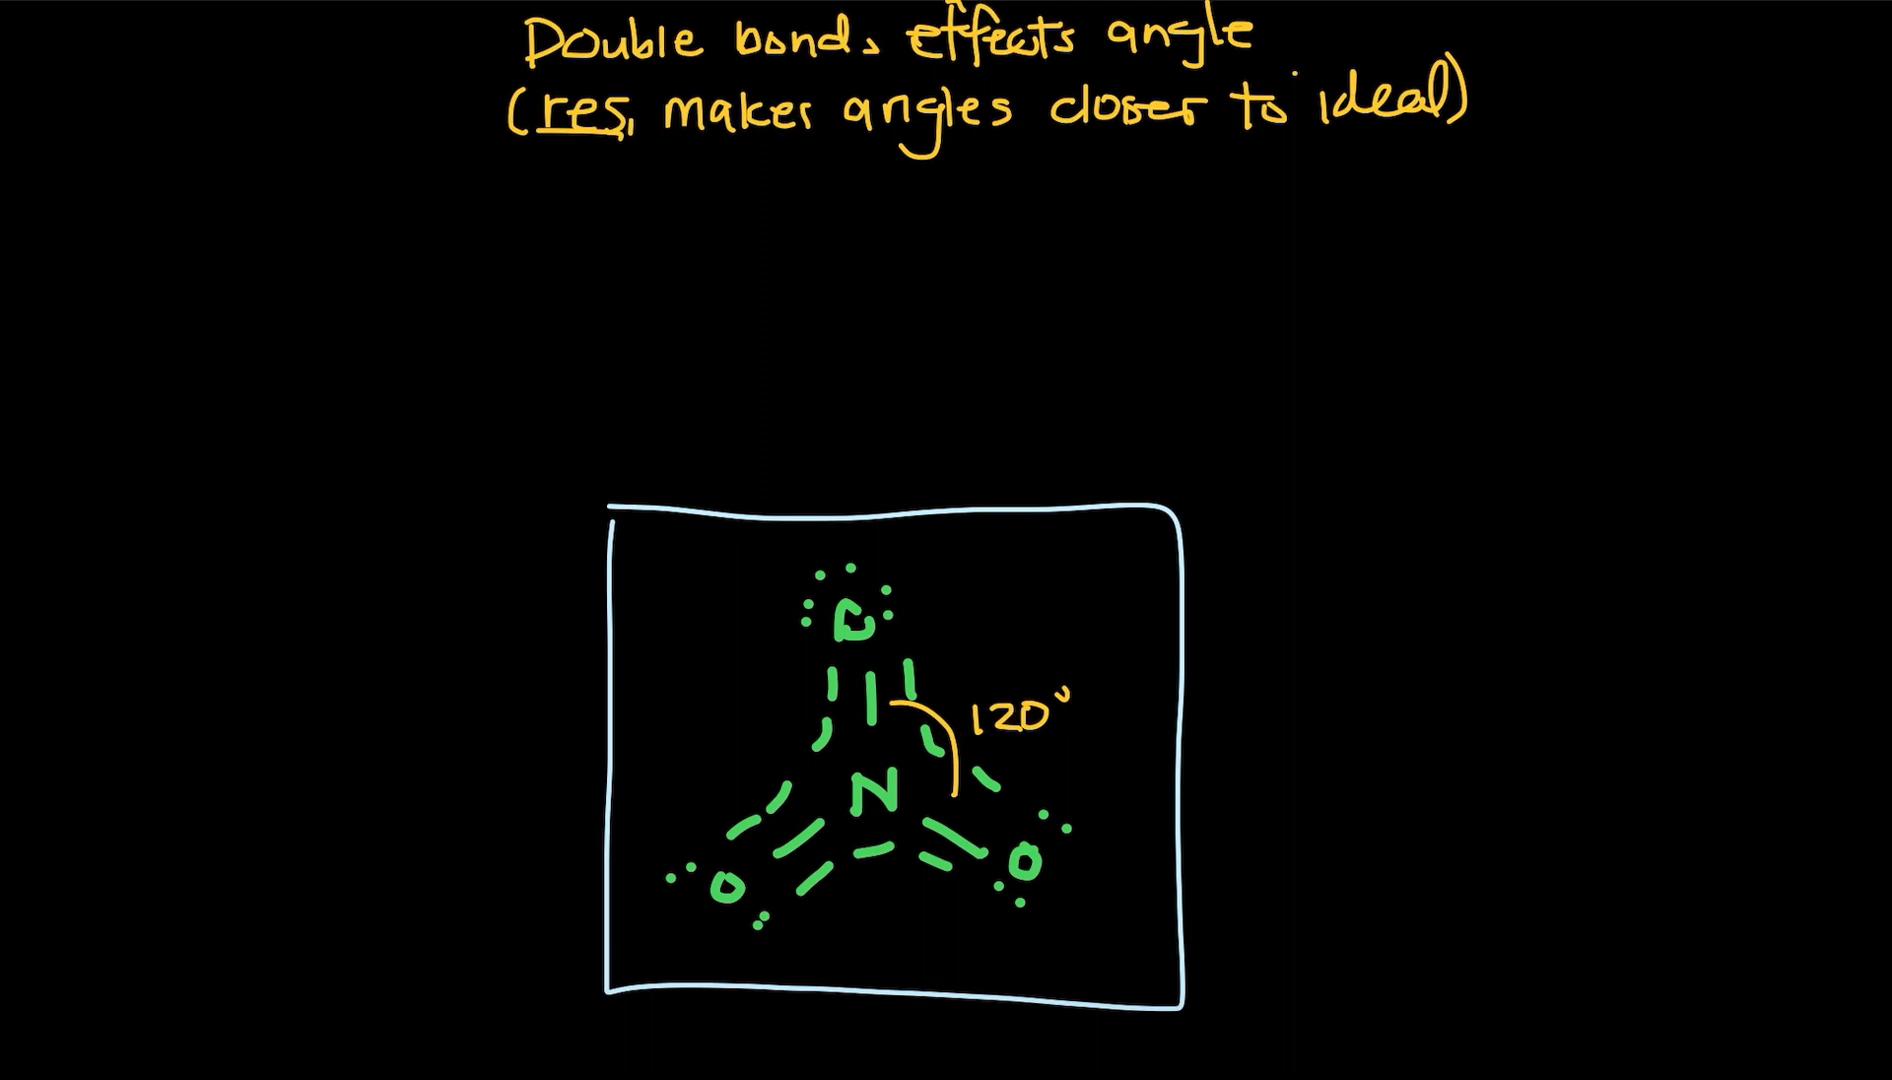 Double bonds effects angle
(res, makes angles closer to ideal)
120°
N
O
O